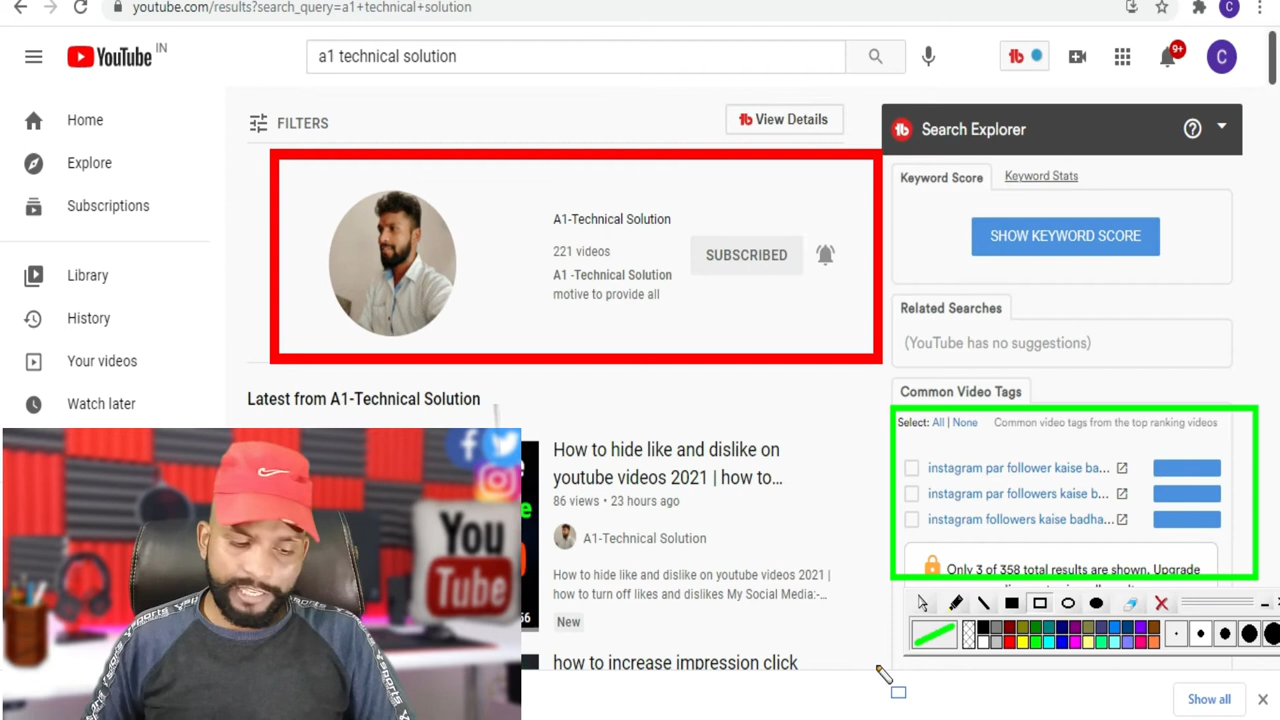 youtube.com/results?search_query=a1+technical+solution
YouTube IN
a1 technical solution
9+
C
Home
Explore
Subscriptions
Library
History
Your videos
Watch later
FILTERS
View Details
A1-Technical Solution
221 videos
A1 -Technical Solution
motive to provide all
SUBSCRIBED
Latest from A1-Technical Solution
How to hide like and dislike on
youtube videos 2021 | how to...
86 views • 23 hours ago
A1-Technical Solution
How to hide like and dislike on youtube videos 2021 |
how to turn off likes and dislikes My Social Media:-...
New
how to increase impression click
Search Explorer
Keyword Score
Keyword Stats
SHOW KEYWORD SCORE
Related Searches
(YouTube has no suggestions)
Common Video Tags
Select: All | None
Common video tags from the top ranking videos
instagram par follower kaise ba...
instagram par followers kaise b...
instagram followers kaise badha...
Only 3 of 358 total results are shown. Upgrade
You
Tube
Show all